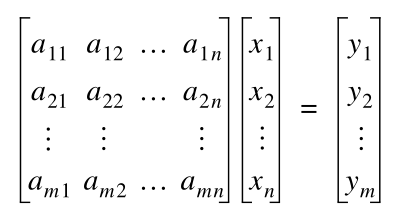 a₁₁ a₁₂ … a₁ₙ x₁ y₁
a₂₁ a₂₂ … a₂ₙ x₂ = y₂
⋮ ⋮ ⋮ ⋮ ⋮
aₘ₁ aₘ₂ … aₘₙ xₙ yₘ